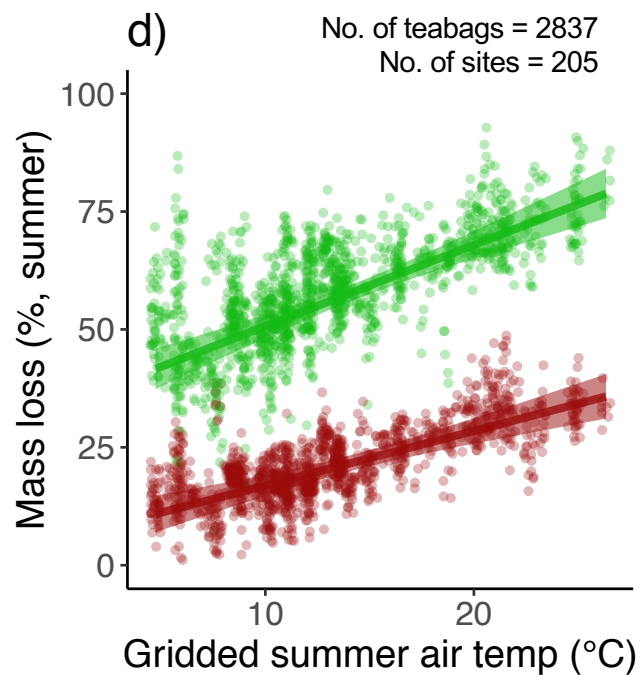 d)
No. of teabags = 2837
No. of sites = 205
100
75
50
25
0
Mass loss (%, summer)
10
20
Gridded summer air temp (°C)